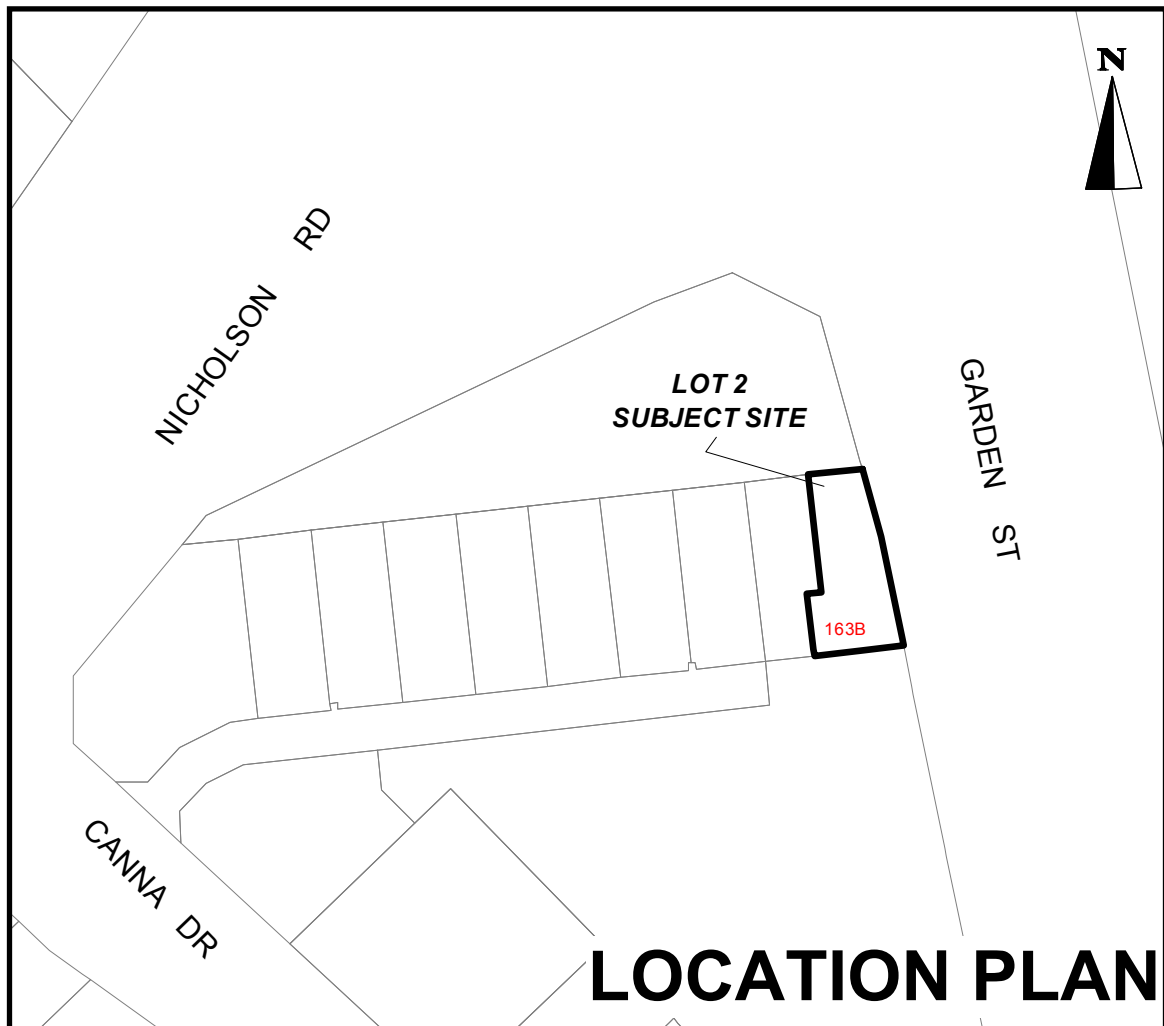 N
NICHOLSON RD
LOT 2
SUBJECT SITE
GARDEN ST
163B
CANNA DR
LOCATION PLAN